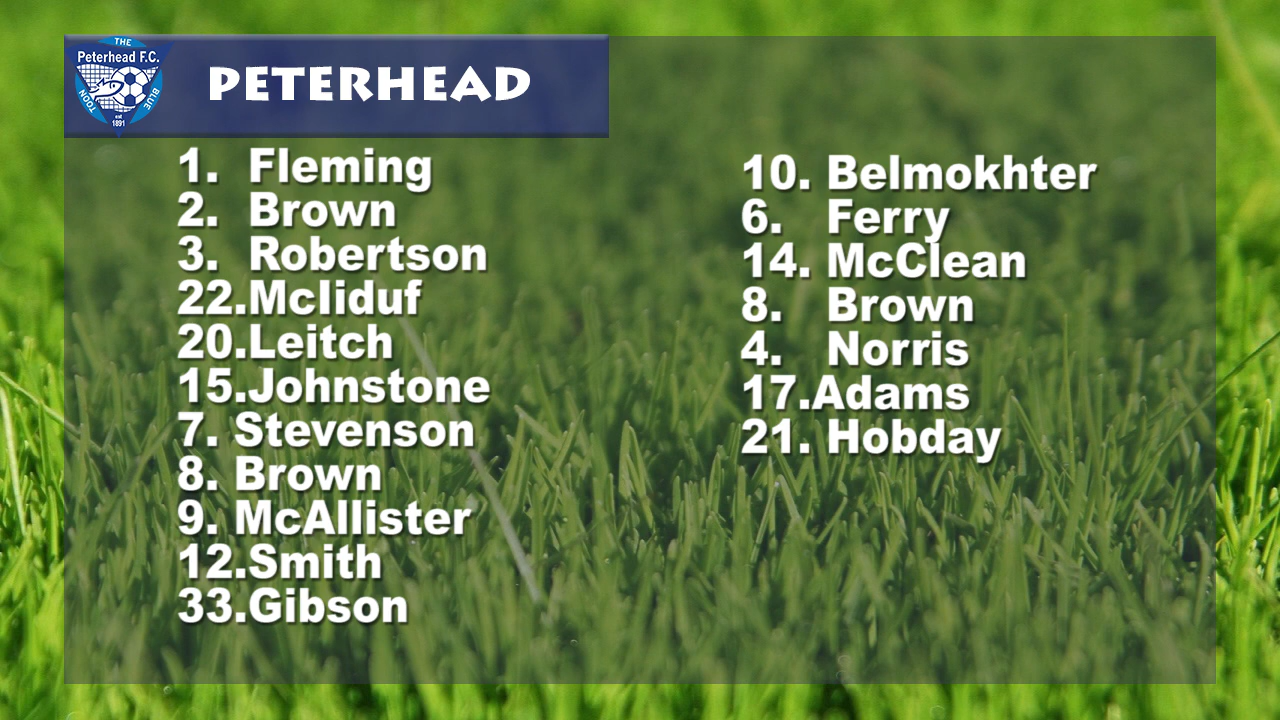 THE
Peterhead F.C.
TOON
BLUE
est
1891
PETERHEAD
1. Fleming
2. Brown
3. Robertson
22.Mcliduf
20.Leitch
15.Johnstone
7. Stevenson
8. Brown
9. McAllister
12.Smith
33.Gibson
10. Belmokhter
6. Ferry
14. McClean
8. Brown
4. Norris
17.Adams
21. Hobday